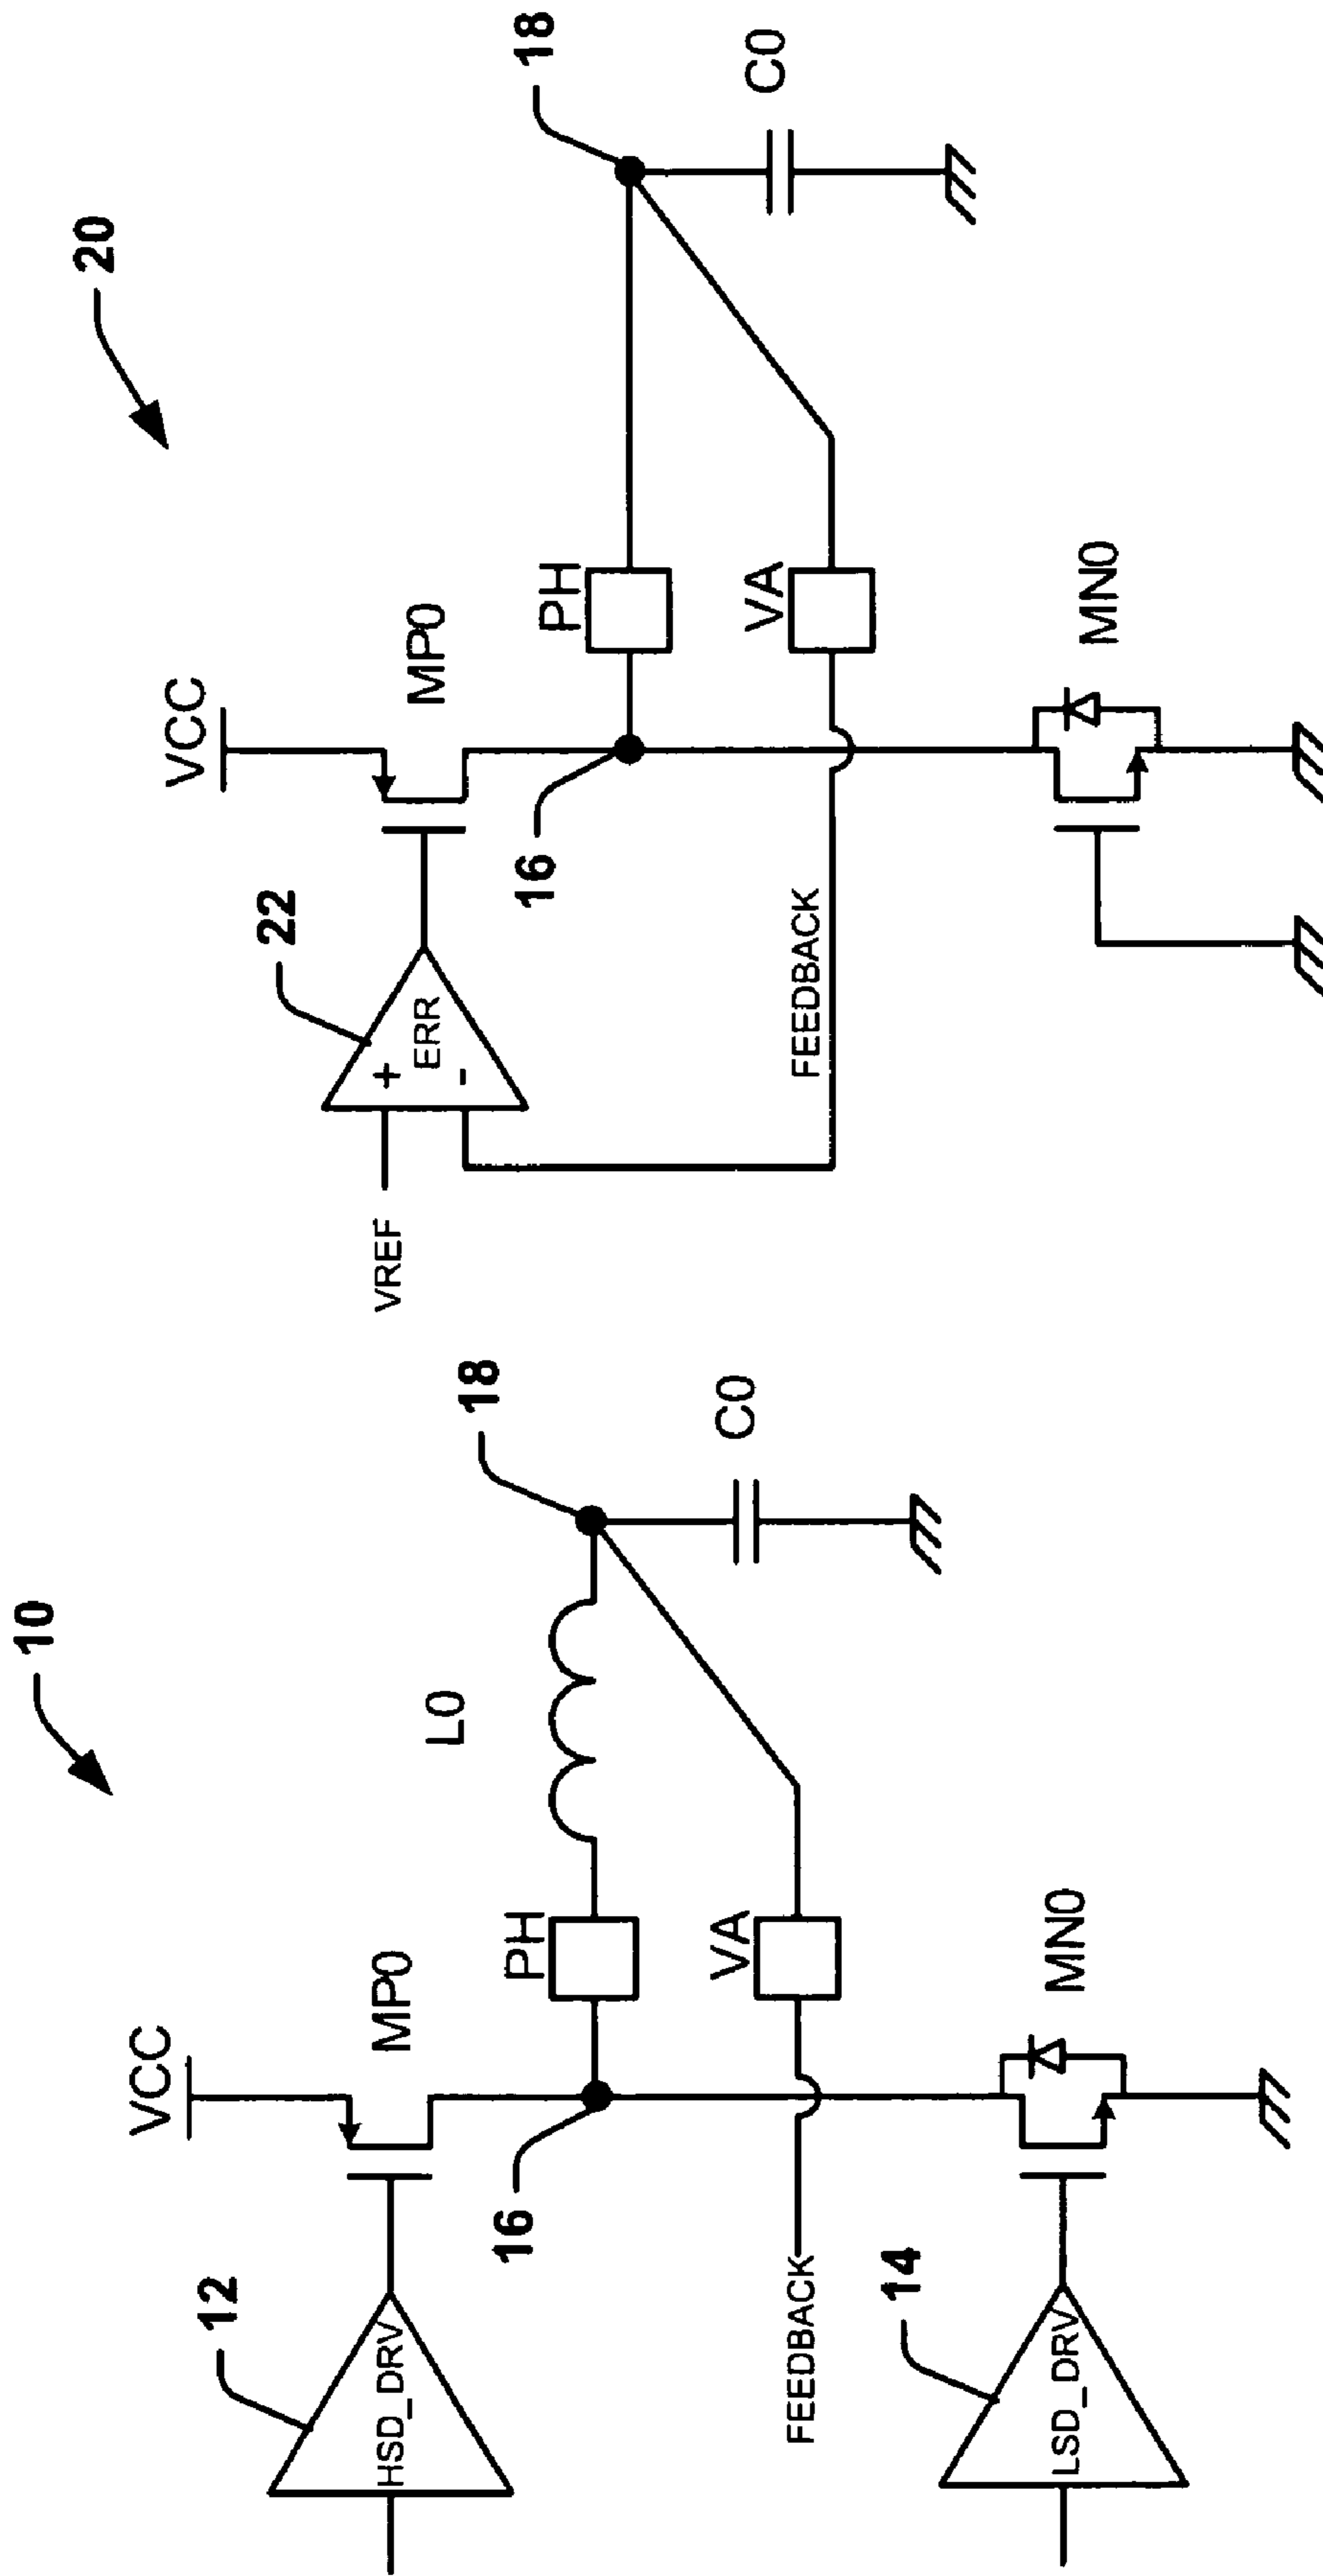 10
VCC
12
HSD_DRV
MP0
L0
18
16
PH
C0
FEEDBACK
VA
14
LSD_DRV
MN0
20
VCC
22
VREF
+
ERR
-
MP0
18
16
PH
C0
FEEDBACK
VA
MN0